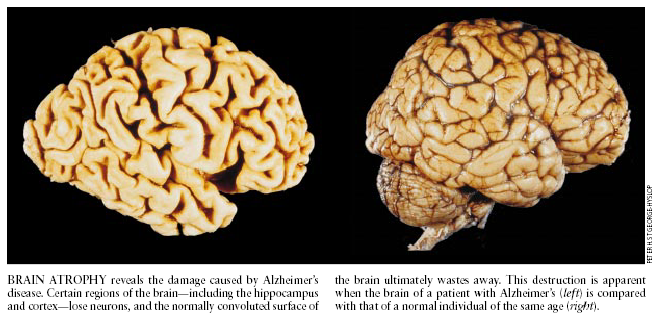 PETER H. ST GEORGE-HYSLOP
BRAIN ATROPHY reveals the damage caused by Alzheimer's
disease. Certain regions of the brain—including the hippocampus
and cortex—lose neurons, and the normally convoluted surface of
the brain ultimately wastes away. This destruction is apparent
when the brain of a patient with Alzheimer's (left) is compared
with that of a normal individual of the same age (right).